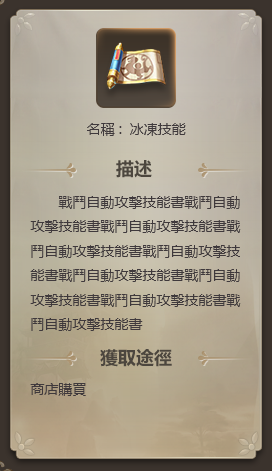 名稱： 冰凍技能
描述
戰鬥自動攻擊技能書戰鬥自動
攻擊技能書戰鬥自動攻擊技能書戰
鬥自動攻擊技能書戰鬥自動攻擊技
能書戰鬥自動攻擊技能書戰鬥自動
攻擊技能書戰鬥自動攻擊技能書戰
鬥自動攻擊技能書
獲取途徑
商店購買